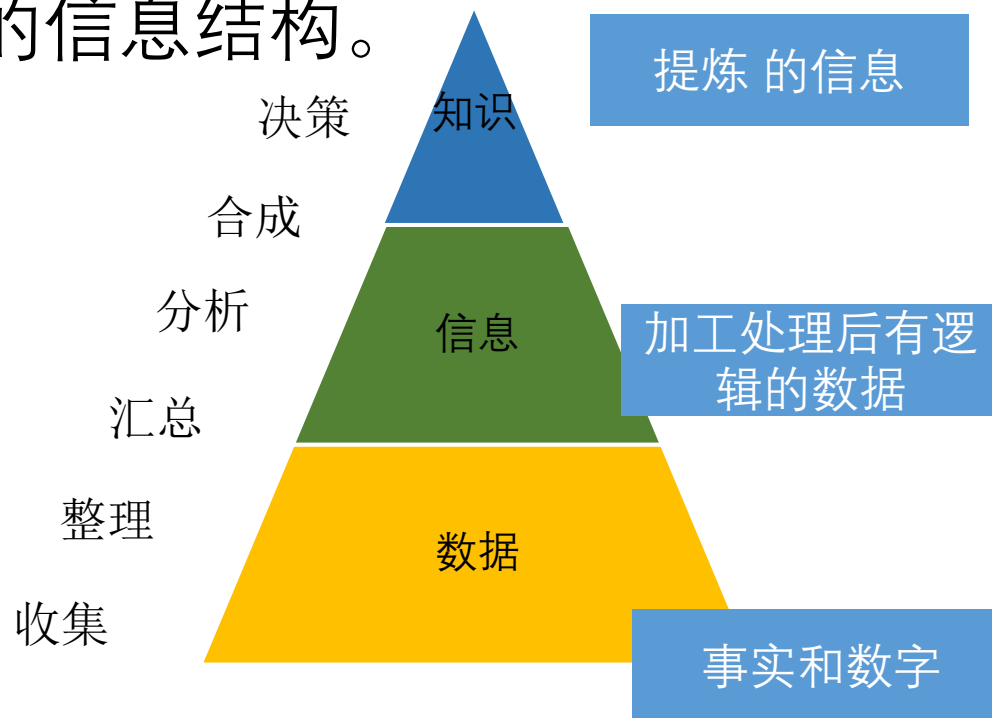 的信息结构。
提炼 的信息
决策
知识
合成
分析
信息
加工处理后有逻
辑的数据
汇总
整理
数据
收集
事实和数字